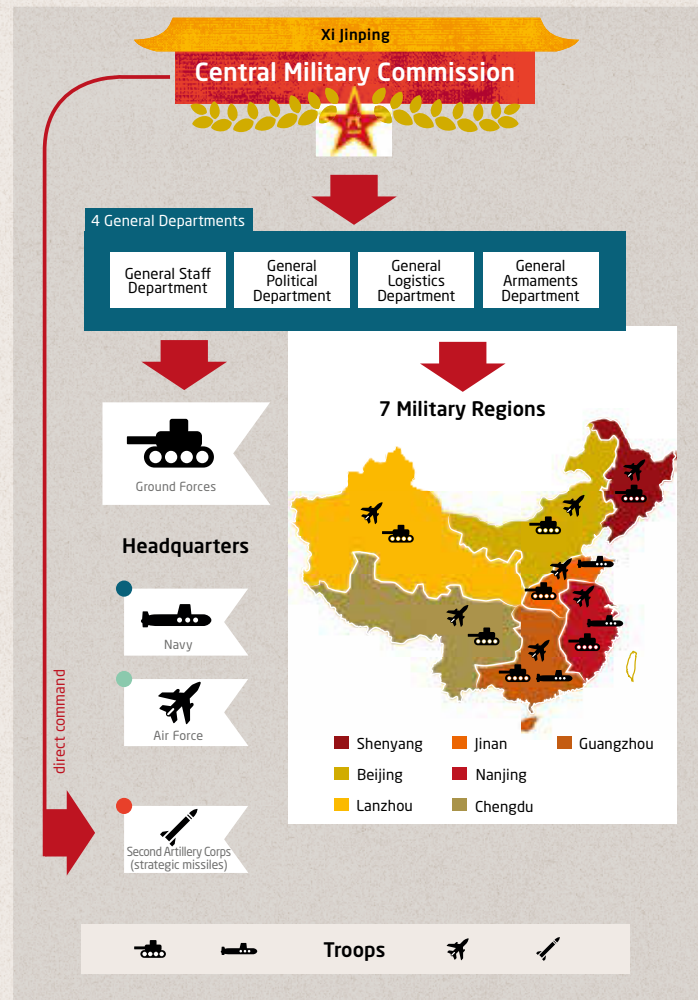 Xi Jinping
Central Military Commission
4 General Departments
General Staff
Department
General
Political
Department
General
Logistics
Department
General
Armaments
Department
Ground Forces
Headquarters
Navy
Air Force
direct command
Second Artillery Corps
(strategic missiles)
7 Military Regions
Shenyang
Jinan
Guangzhou
Beijing
Nanjing
Lanzhou
Chengdu
Troops